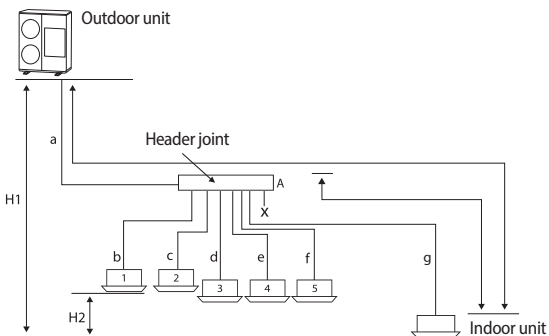 Outdoor unit
a
Header joint
A
H1
X
b
c
d
e
f
g
1
2
3
4
5
H2
Indoor unit